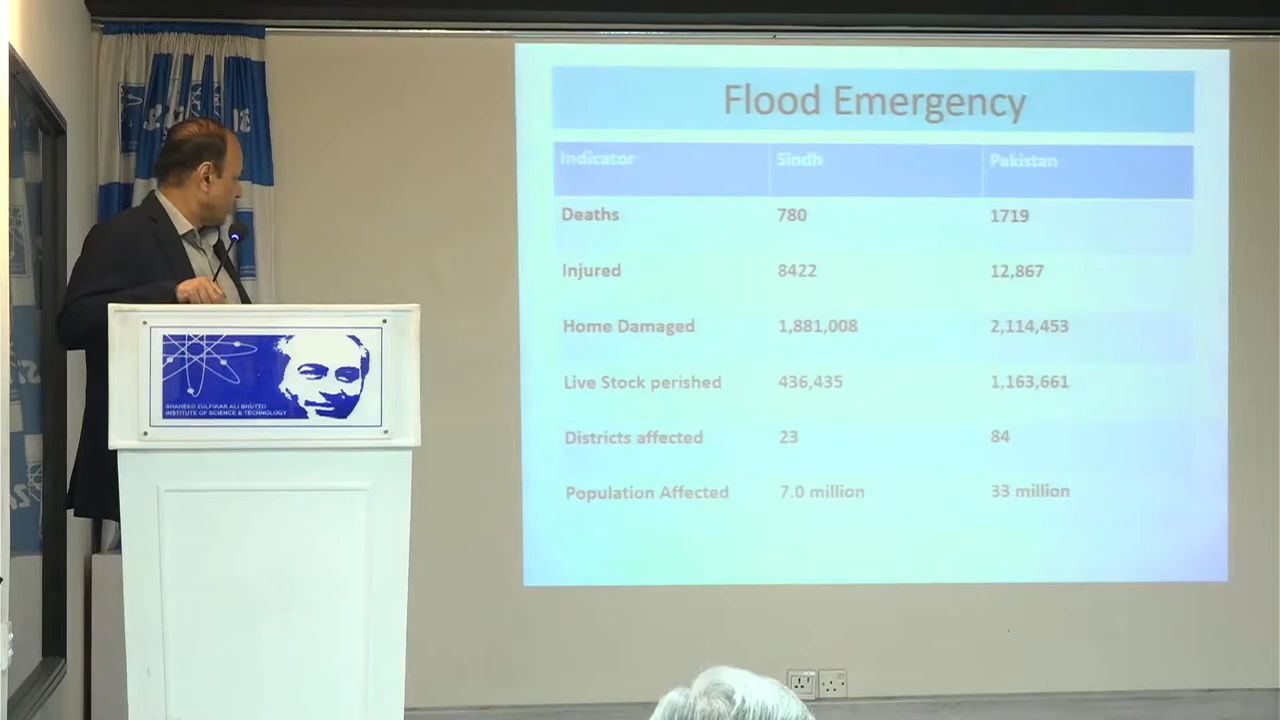 Flood Emergency
Indicator Sindh Pakistan
Deaths 780 1719
Injured 8422 12,867
Home Damaged 1,881,008 2,114,453
Live Stock perished 436,435 1,163,661
Districts affected 23 84
Population Affected 7.0 million 33 million
SHAHEED ZULFIKAR ALI BHUTTO
INSTITUTE OF SCIENCE & TECHNOLOGY